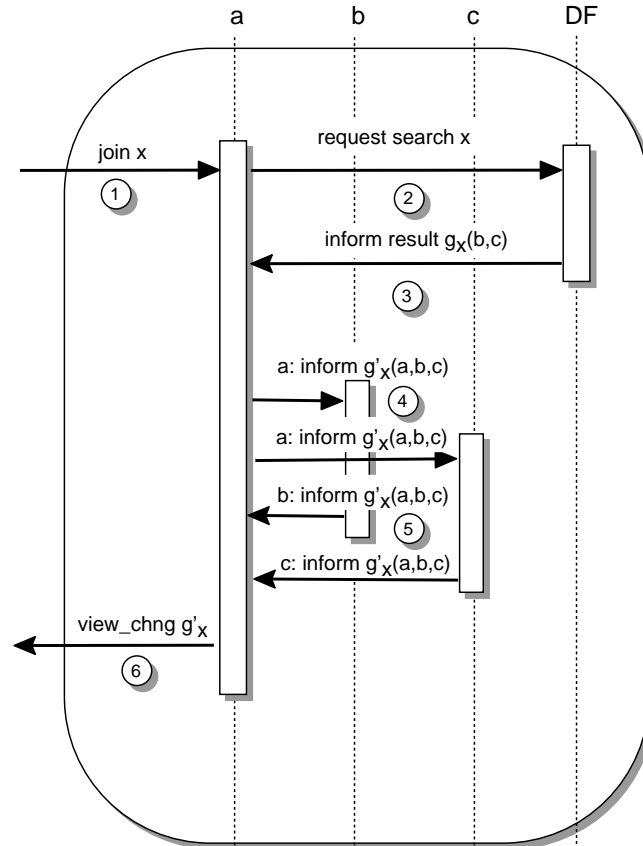 a b c DF
join x
request search x
1
2
inform result gx(b,c)
3
a: inform g'x(a,b,c)
4
a: inform g'x(a,b,c)
b: inform g'x(a,b,c)
5
c: inform g'x(a,b,c)
view_chng g'x
6